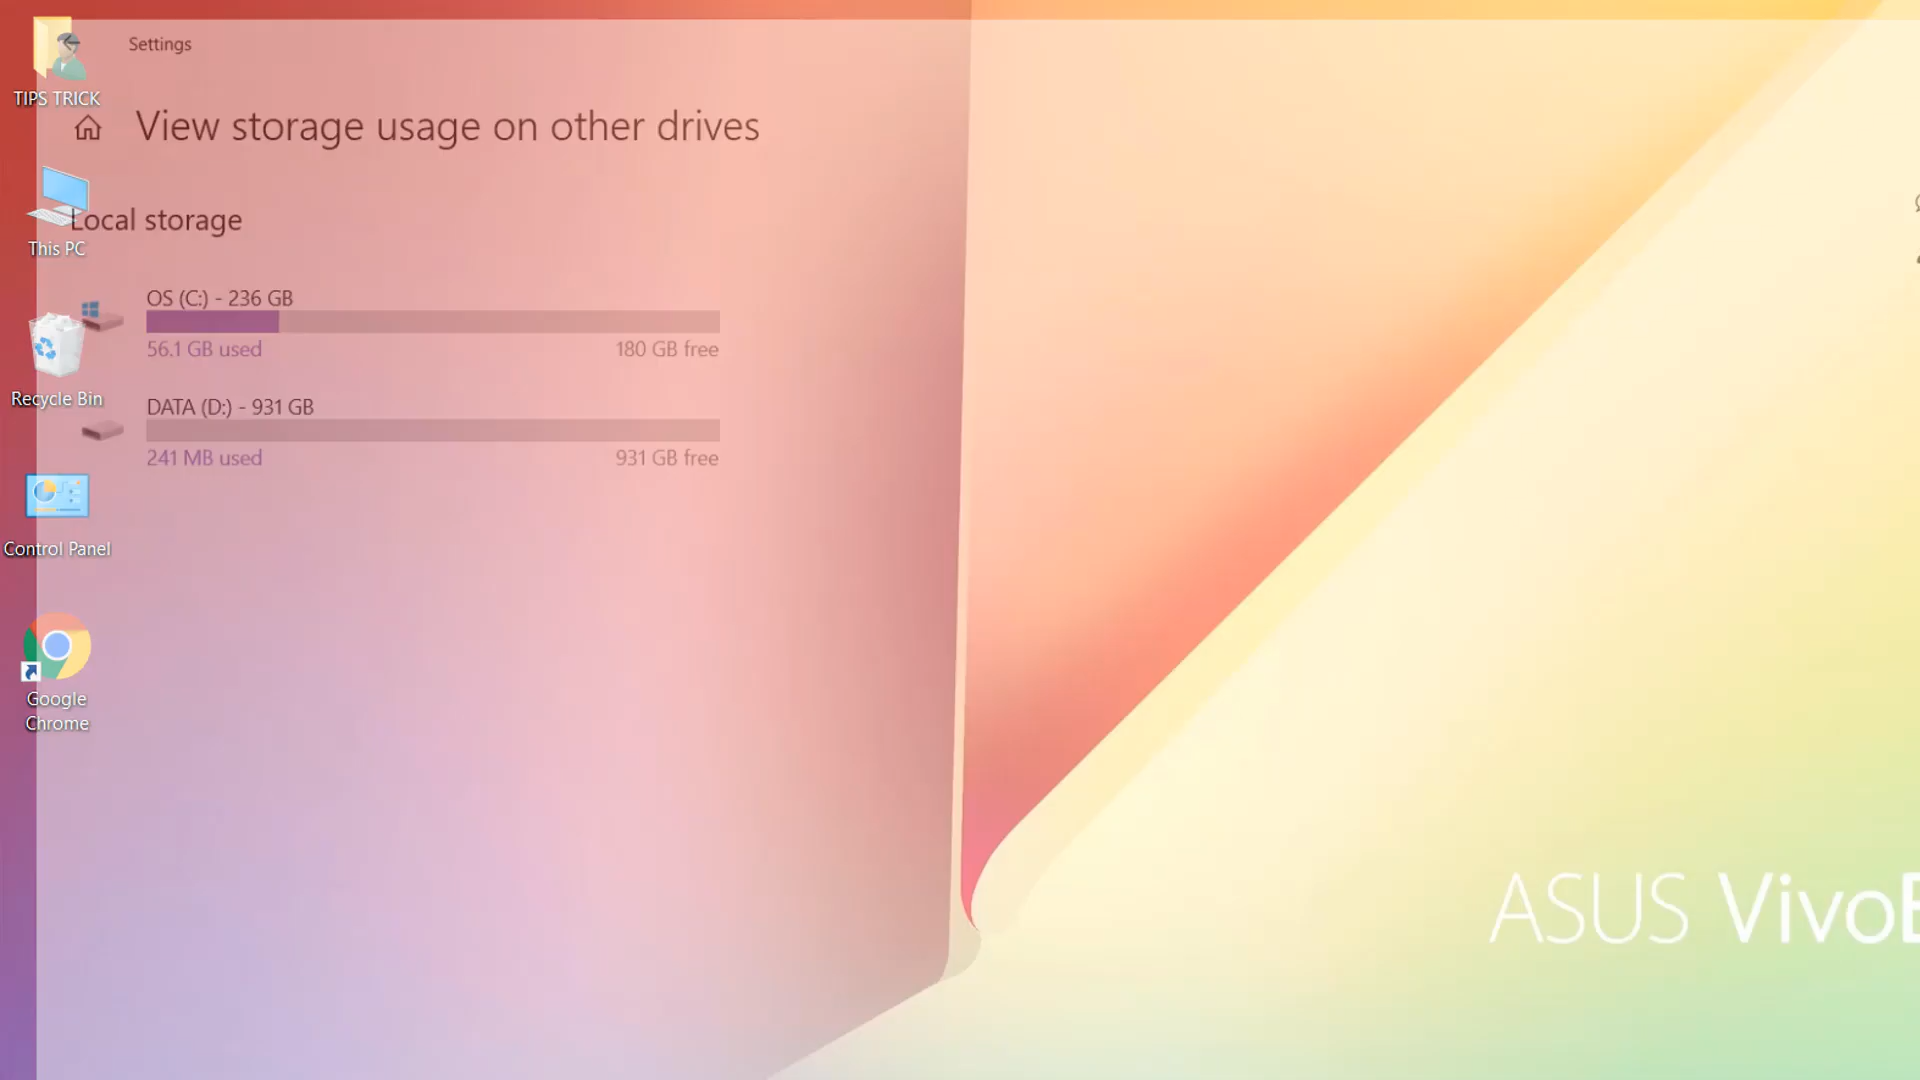 Settings
TIPS TRICK
View storage usage on other drives
Local storage
This PC
OS (C:) - 236 GB
56.1 GB used
180 GB free
Recycle Bin
DATA (D:) - 931 GB
241 MB used
931 GB free
Control Panel
Google
Chrome
ASUS Vivo